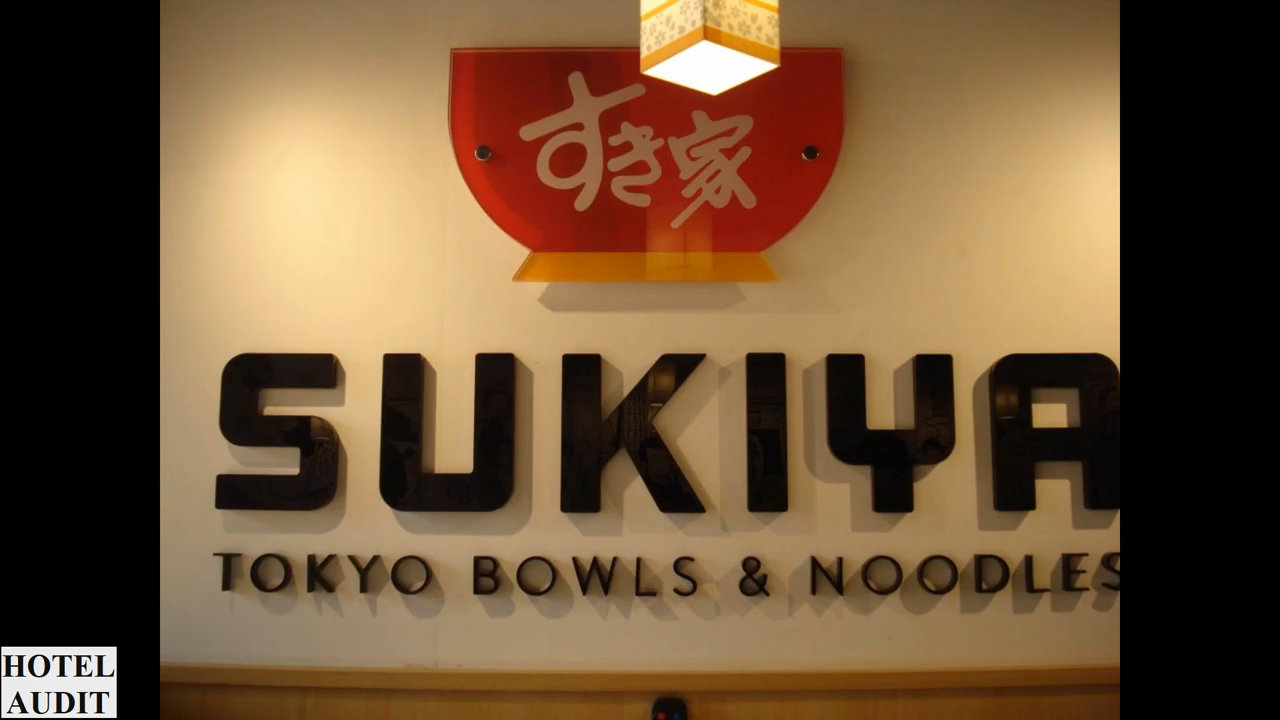 すき家
SUKIYA
TOKYO BOWLS & NOODLES
HOTEL
AUDIT